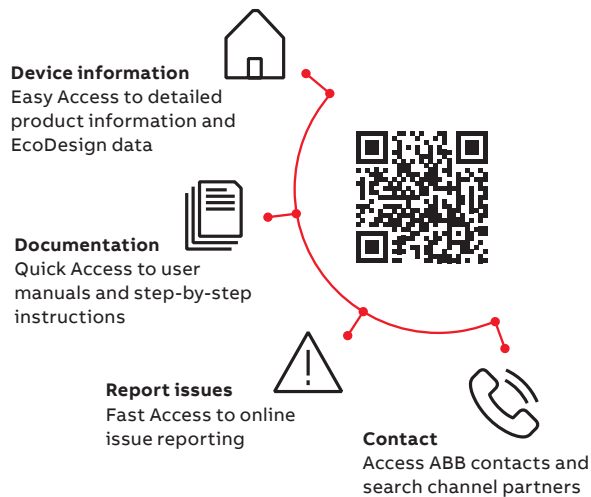 Device information
Easy Access to detailed
product information and
EcoDesign data
Documentation
Quick Access to user
manuals and step-by-step
instructions
Report issues
Fast Access to online
issue reporting
Contact
Access ABB contacts and
search channel partners